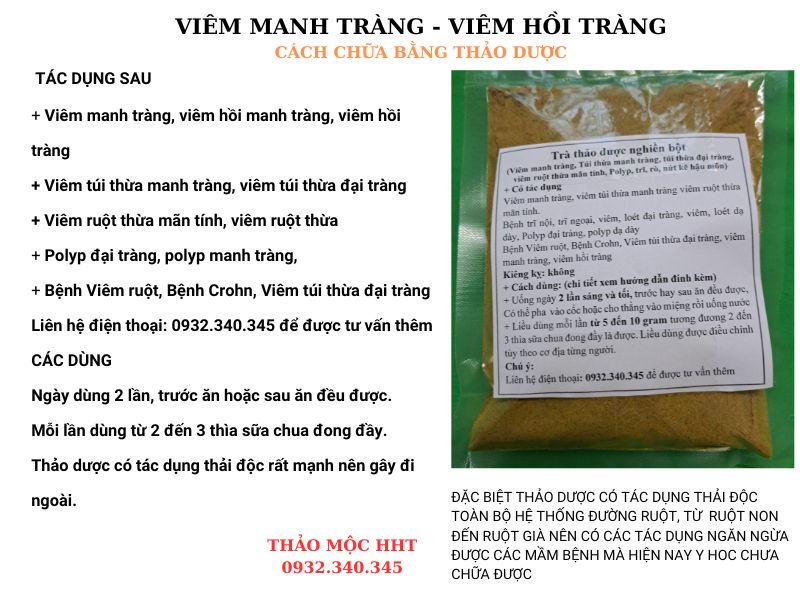 VIÊM MANH TRÀNG - VIÊM HỒI TRÀNG
CÁCH CHỮA BẰNG THẢO DƯỢC
TÁC DỤNG SAU
+ Viêm manh tràng, viêm hồi manh tràng, viêm hồi
tràng
+ Viêm túi thừa manh tràng, viêm túi thừa đại tràng
+ Viêm ruột thừa mãn tính, viêm ruột thừa
+ Polyp đại tràng, polyp manh tràng,
+ Bệnh Viêm ruột, Bệnh Crohn, Viêm túi thừa đại tràng
Liên hệ điện thoại: 0932.340.345 để được tư vấn thêm
CÁC DÙNG
Ngày dùng 2 lần, trước ăn hoặc sau ăn đều được.
Mỗi lần dùng từ 2 đến 3 thìa sữa chua đong đầy.
Thảo dược có tác dụng thải độc rất mạnh nên gây đi
ngoài.
THẢO MỘC HHT
0932.340.345
Trà thảo dược nghiền bột
(Viêm manh tràng, Túi thừa manh tràng, túi thừa đại tràng,
viêm ruột thừa mãn tính, Polyp, trĩ, rò, nứt kẽ hậu môn)
+ Có tác dụng
Viêm manh tràng, viêm túi thừa manh tràng viêm ruột thừa
mãn tính.
Bệnh trĩ nội, trĩ ngoại, viêm, loét đại tràng, viêm, loét dạ
dày, Polyp đại tràng, polyp dạ dày
Bệnh Viêm ruột, Bệnh Crohn, Viêm túi thừa đại tràng, viêm
manh tràng, viêm hồi tràng
Kiêng kỵ: không
+ Cách dùng: (chi tiết xem hướng dẫn đính kèm)
+ Uống ngày 2 lần sáng và tối, trước hay sau ăn đều được,
Có thể pha vào cốc hoặc cho thẳng vào miệng rồi uống nước
+ Liều dùng mỗi lần từ 5 đến 10 gram tương đương 2 đến
3 thìa sữa chua đong đầy là được. Liều dùng được điều chỉnh
tùy theo cơ địa từng người.
Chú ý:
Liên hệ điện thoại: 0932.340.345 để được tư vấn thêm
ĐẶC BIỆT THẢO DƯỢC CÓ TÁC DỤNG THẢI ĐỘC
TOÀN BỘ HỆ THỐNG ĐƯỜNG RUỘT, TỪ RUỘT NON
ĐẾN RUỘT GIÀ NÊN CÓ CÁC TÁC DỤNG NGĂN NGỪA
ĐƯỢC CÁC MẦM BỆNH MÀ HIỆN NAY Y HOC CHƯA
CHỮA ĐƯỢC